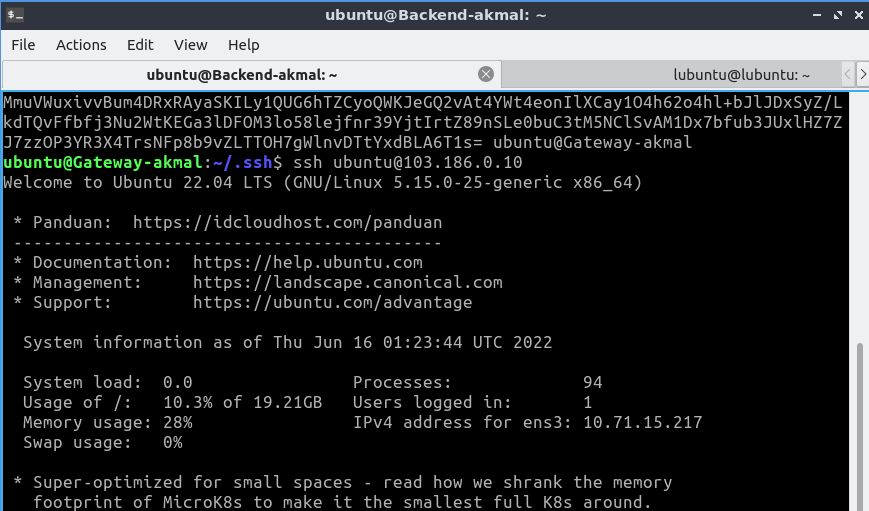 ubuntu@Backend-akmal: ~
File Actions Edit View Help
ubuntu@Backend-akmal: ~ lubuntu@lubuntu: ~
MmuVWuxivvBum4DRxRAyaSKILy1QUG6hTZCyoQWKJeGQ2vAt4YWt4eonIlXCay1O4h62o4hl+bJlJDxSyZ/L
kdTQvFfbfj3Nu2WtKEGa3lDFOM3lo58lejfnr39YjtIrtZ89nSLe0buC3tM5NClSvAM1Dx7bfub3JUxlHZ7Z
J7zzOP3YR3X4TrsNFp8b9vZLTTOH7gWlnvDTtYxdBLA6T1s= ubuntu@Gateway-akmal
ubuntu@Gateway-akmal:~/.ssh$ ssh ubuntu@103.186.0.10
Welcome to Ubuntu 22.04 LTS (GNU/Linux 5.15.0-25-generic x86_64)
* Panduan: https://idcloudhost.com/panduan
-------------------------------------------
* Documentation: https://help.ubuntu.com
* Management: https://landscape.canonical.com
* Support: https://ubuntu.com/advantage
System information as of Thu Jun 16 01:23:44 UTC 2022
System load: 0.0 Processes: 94
Usage of /: 10.3% of 19.21GB Users logged in: 1
Memory usage: 28% IPv4 address for ens3: 10.71.15.217
Swap usage: 0%
* Super-optimized for small spaces - read how we shrank the memory
footprint of MicroK8s to make it the smallest full K8s around.